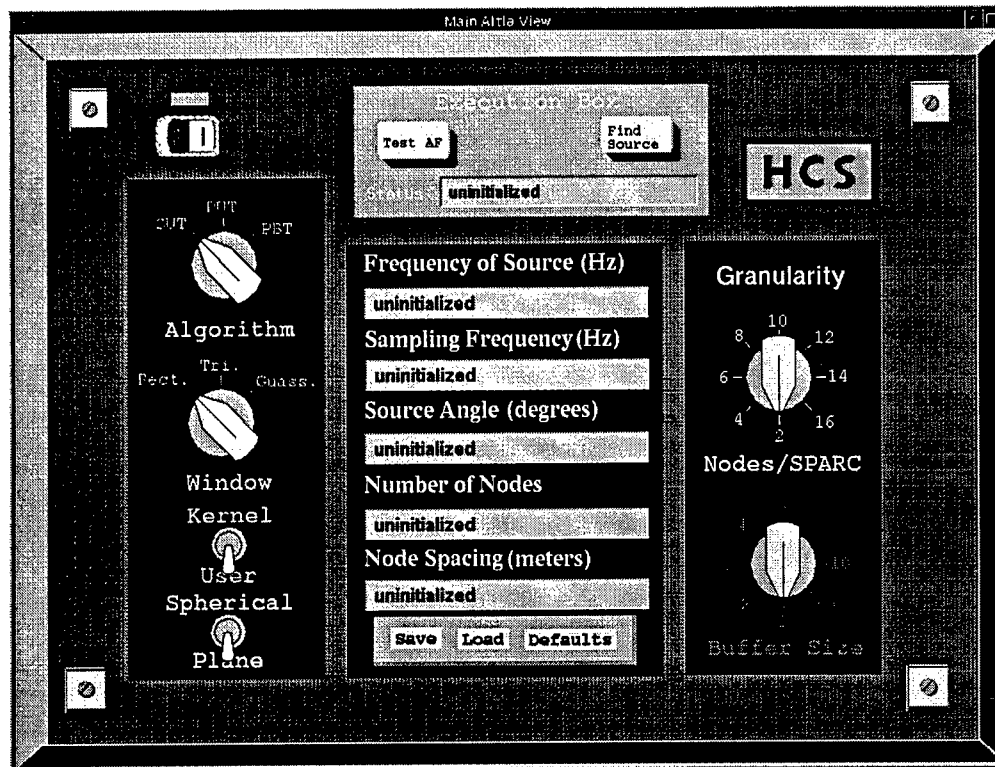 Main Altia View
Execution Box
Test AF
Find
Source
Status
uninitialized
HCS
CUT
PBT
Algorithm
Rect.
Tri.
Guass.
Window
Kernel
User
Spherical
Plane
Frequency of Source (Hz)
uninitialized
Sampling Frequency (Hz)
uninitialized
Source Angle (degrees)
uninitialized
Number of Nodes
uninitialized
Node Spacing (meters)
uninitialized
Save Load Defaults
Granularity
10
8 12
6 14
4 16
2
Nodes/SPARC
Buffer Size